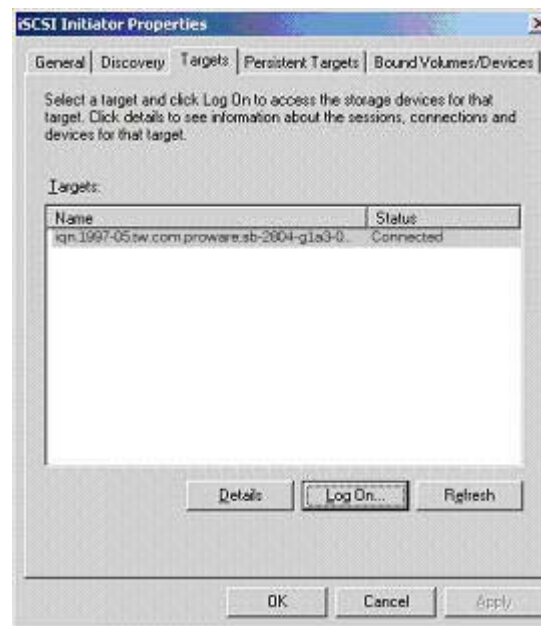 iSCSI Initiator Properties
General Discovery Targets Persistent Targets Bound Volumes/Devices
Select a target and click Log On to access the storage devices for that
target. Click details to see information about the sessions, connections and
devices for that target.
Targets:
Name Status
iqn.1997-05.tw.com.proware.sb-2804-g1a3-0... Connected
Details Log On... Refresh
OK Cancel Apply